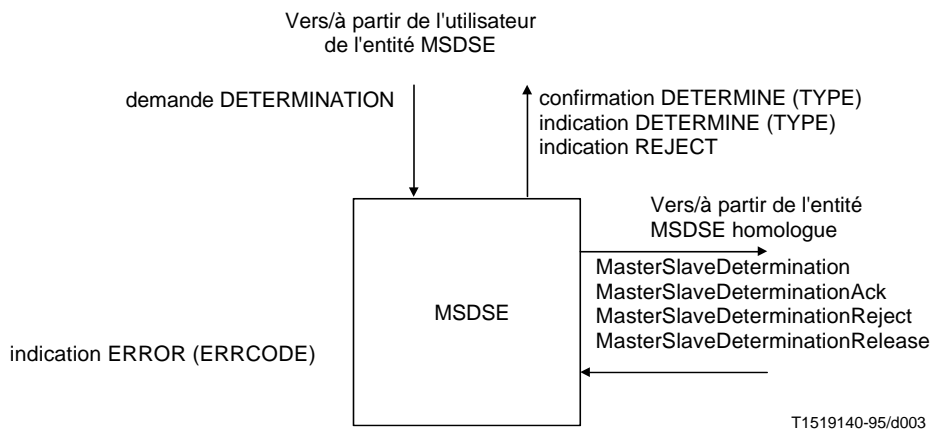 Vers/à partir de l'utilisateur
de l'entité MSDSE
demande DETERMINATION
confirmation DETERMINE (TYPE)
indication DETERMINE (TYPE)
indication REJECT
Vers/à partir de l'entité
MSDSE homologue
MasterSlaveDetermination
MasterSlaveDeterminationAck
MasterSlaveDeterminationReject
MasterSlaveDeterminationRelease
MSDSE
indication ERROR (ERRCODE)
T1519140-95/d003